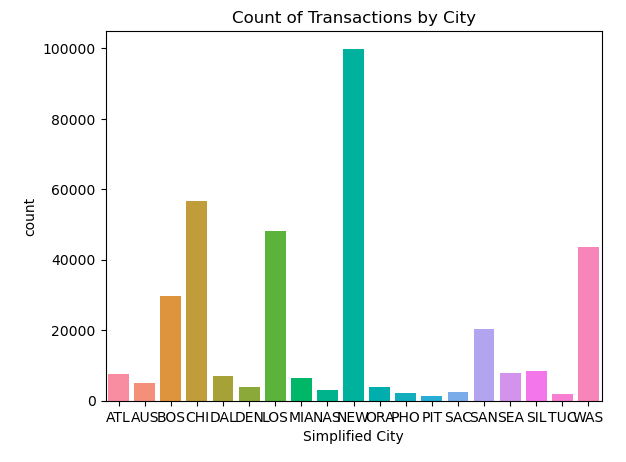 Count of Transactions by City
100000
80000
60000
40000
20000
0
count
ATL AUS BOS CHI DAL DEN LOS MIA NAS NEW ORA PHO PIT SAC SAN SEA SIL TUC WAS
Simplified City